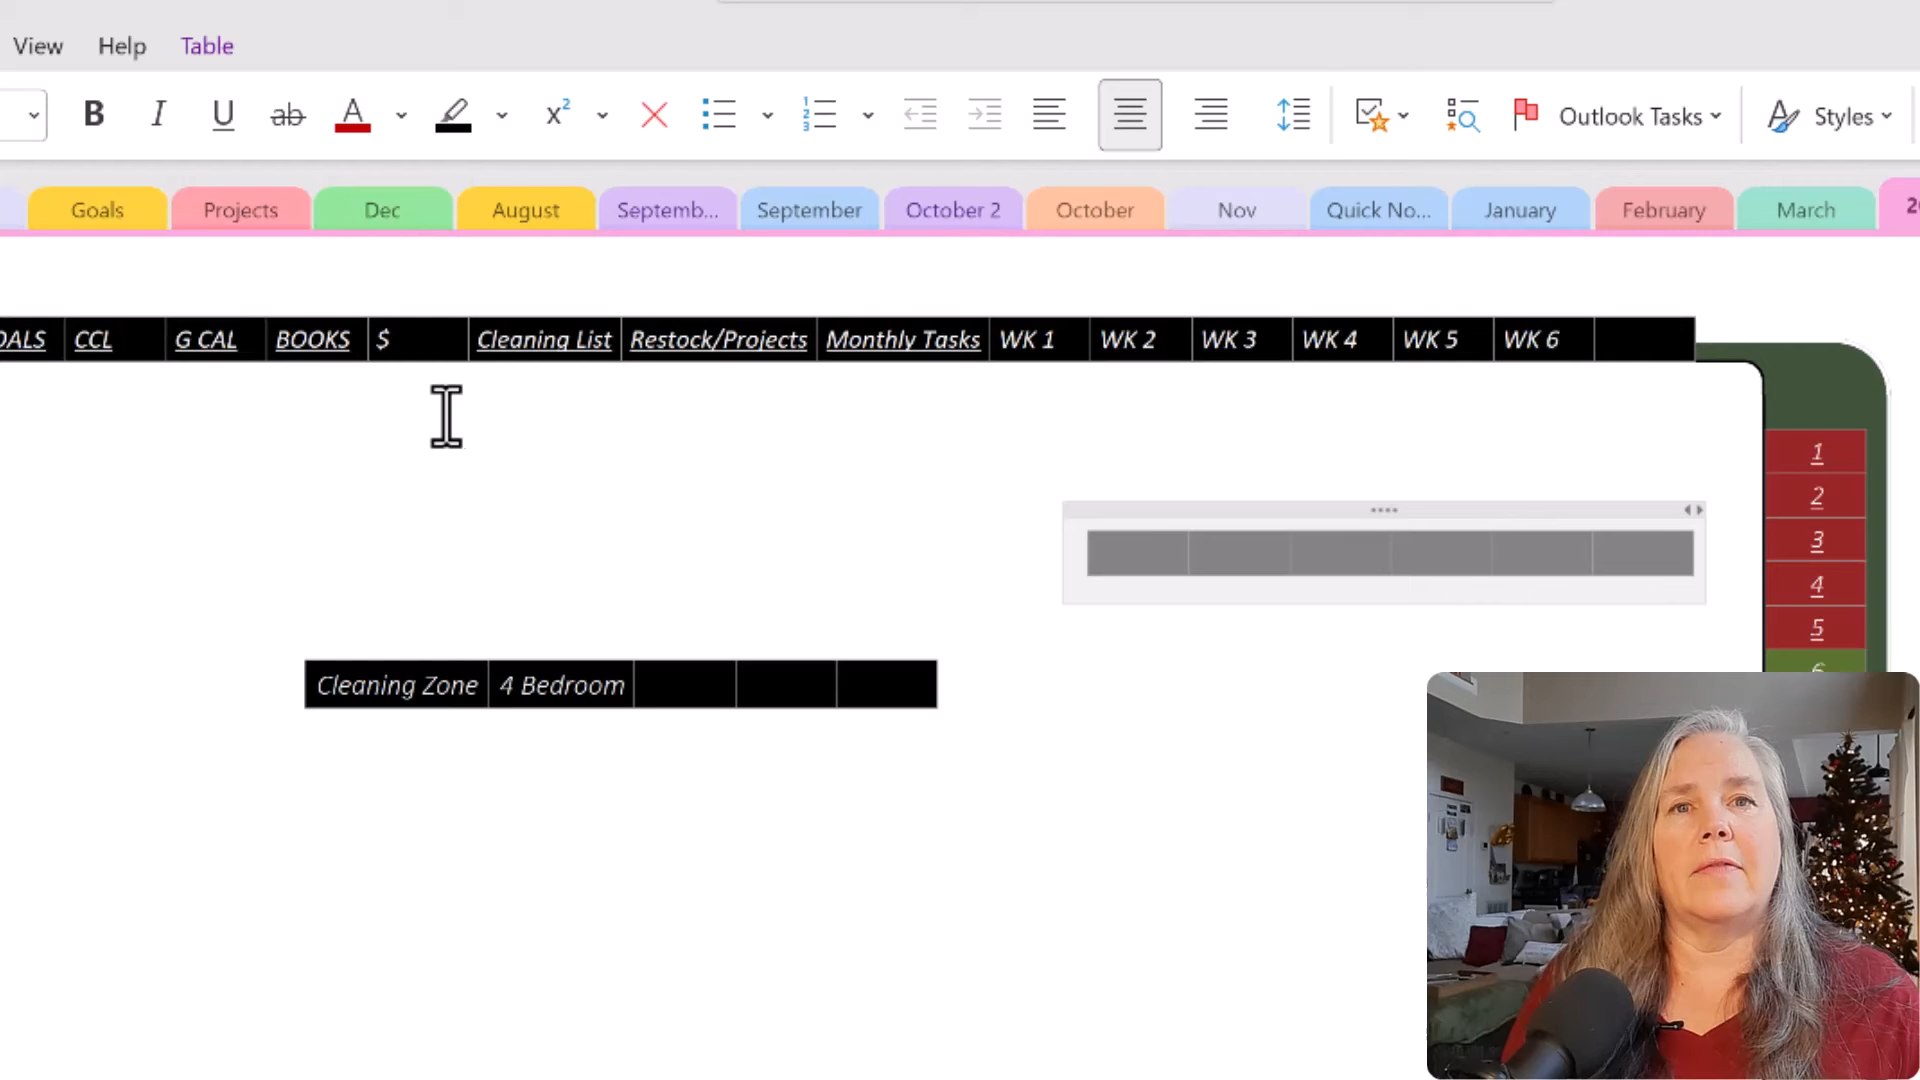 View Help Table
B I U ab A x² Outlook Tasks Styles
Goals Projects Dec August Septemb... September October 2 October Nov Quick No... January February March
CCL G CAL BOOKS $ Cleaning List Restock/Projects Monthly Tasks WK 1 WK 2 WK 3 WK 4 WK 5 WK 6
1
2
3
4
5
Cleaning Zone 4 Bedroom